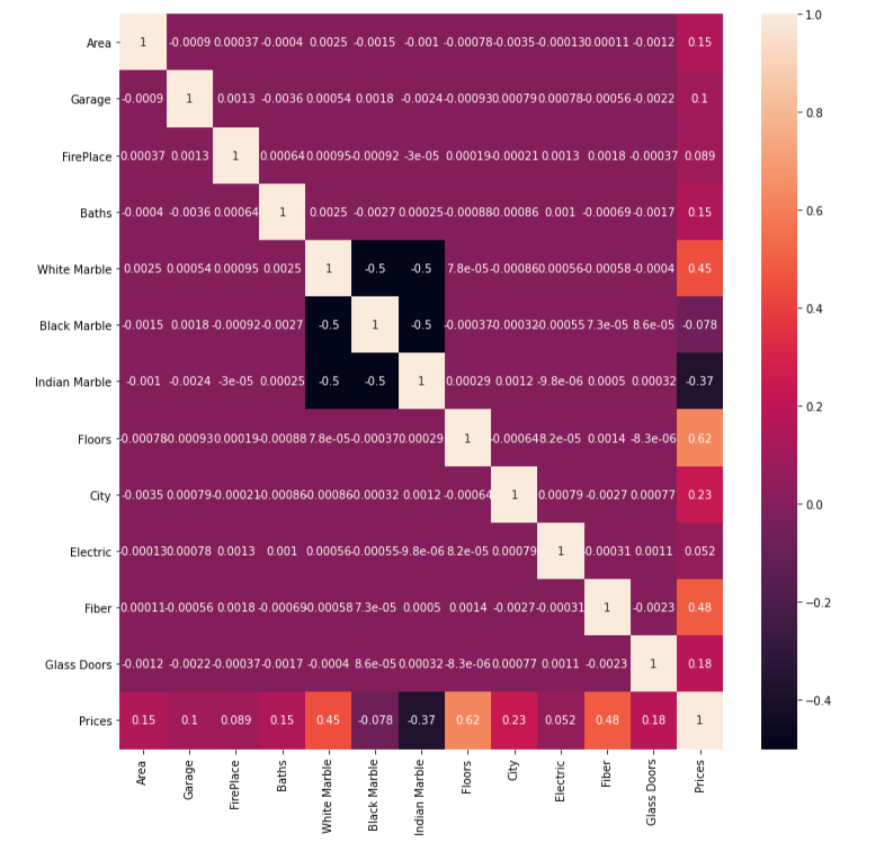 1.0
Area 1 -0.0009 0.00037 -0.0004 0.0025 -0.0015 -0.001 -0.00078 -0.0035 -0.00013 0.00011 -0.0012 0.15
Garage -0.0009 1 0.0013 -0.0036 0.00054 0.0018 -0.0024 -0.00093 0.00079 0.00078 -0.00056 -0.0022 0.1
0.8
FirePlace 0.00037 0.0013 1 0.00064 0.00095 -0.00092 -3e-05 0.00019 -0.00021 0.0013 0.0018 -0.00037 0.089
Baths -0.0004 -0.0036 0.00064 1 0.0025 -0.0027 0.00025 -0.00088 0.00086 0.001 -0.00069 -0.0017 0.15
0.6
White Marble 0.0025 0.00054 0.00095 0.0025 1 -0.5 -0.5 7.8e-05 -0.00086 0.00056 -0.00058 -0.0004 0.45
0.4
Black Marble -0.0015 0.0018 -0.00092 -0.0027 -0.5 1 -0.5 -0.00037 -0.00032 -0.00055 7.3e-05 8.6e-05 -0.078
Indian Marble -0.001 -0.0024 -3e-05 0.00025 -0.5 -0.5 1 0.00029 0.0012 -9.8e-06 0.0005 0.00032 -0.37
0.2
Floors -0.00078 0.00093 0.00019 -0.00088 7.8e-05 -0.00037 0.00029 1 -0.00064 8.2e-05 0.0014 -8.3e-06 0.62
City -0.0035 0.00079 -0.00021 -0.00086 -0.00086 0.00032 0.0012 -0.00064 1 0.00079 -0.0027 0.00077 0.23
0.0
Electric -0.00013 0.00078 0.0013 0.001 0.00056 -0.00055 -9.8e-06 8.2e-05 0.00079 1 -0.00031 0.0011 0.052
Fiber 0.00011 -0.00056 0.0018 -0.00069 0.00058 7.3e-05 0.0005 0.0014 -0.0027 -0.00031 1 -0.0023 0.48
−0.2
Glass Doors -0.0012 -0.0022 -0.00037 -0.0017 -0.0004 8.6e-05 0.00032 -8.3e-06 0.00077 0.0011 -0.0023 1 0.18
−0.4
Prices 0.15 0.1 0.089 0.15 0.45 -0.078 -0.37 0.62 0.23 0.052 0.48 0.18 1
Area Garage FirePlace Baths White Marble Black Marble Indian Marble Floors City Electric Fiber Glass Doors Prices